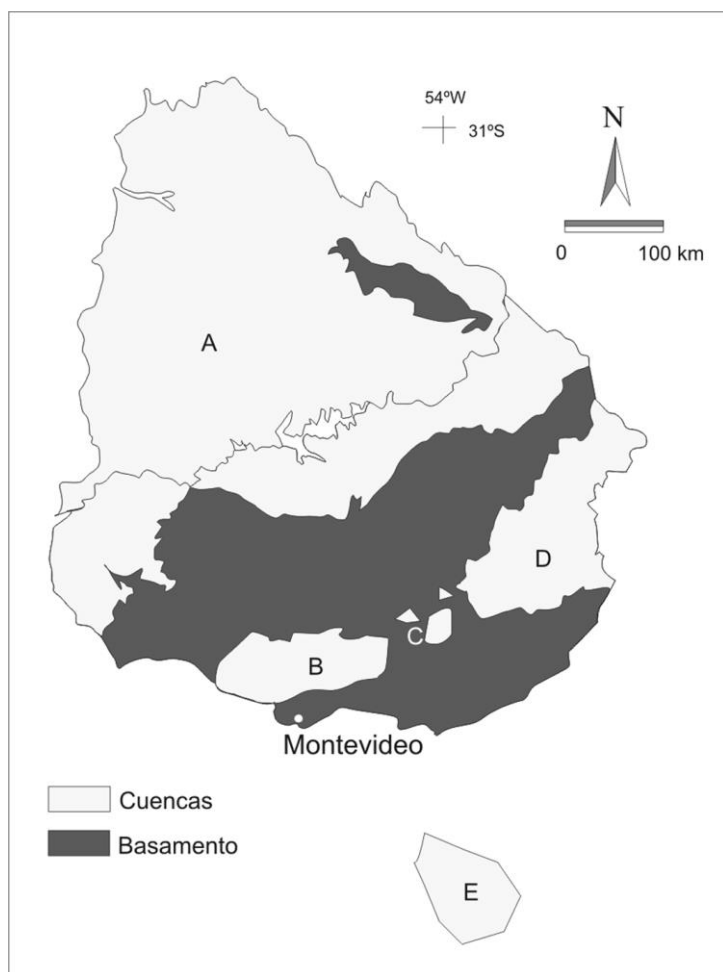 54ºW
31ºS
N
0 100 km
A
D
C
B
Montevideo
Cuencas
Basamento
E